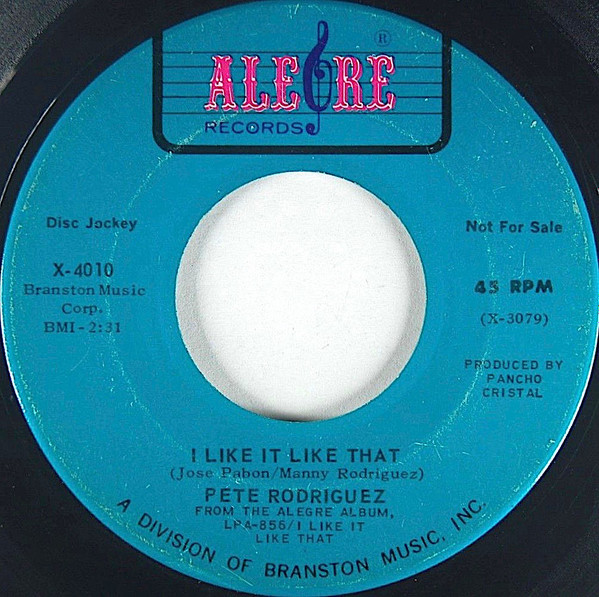 ALEGRE
®
RECORDS
Disc Jockey
Not For Sale
X-4010
Branston Music
Corp.
BMI-2:31
45 RPM
(X-3079)
PRODUCED BY
PANCHO
CRISTAL
I LIKE IT LIKE THAT
(Jose Pabon/Manny Rodriguez)
PETE RODRIGUEZ
FROM THE ALEGRE ALBUM,
LPA-856/I LIKE IT
LIKE THAT
A DIVISION OF BRANSTON MUSIC, INC.